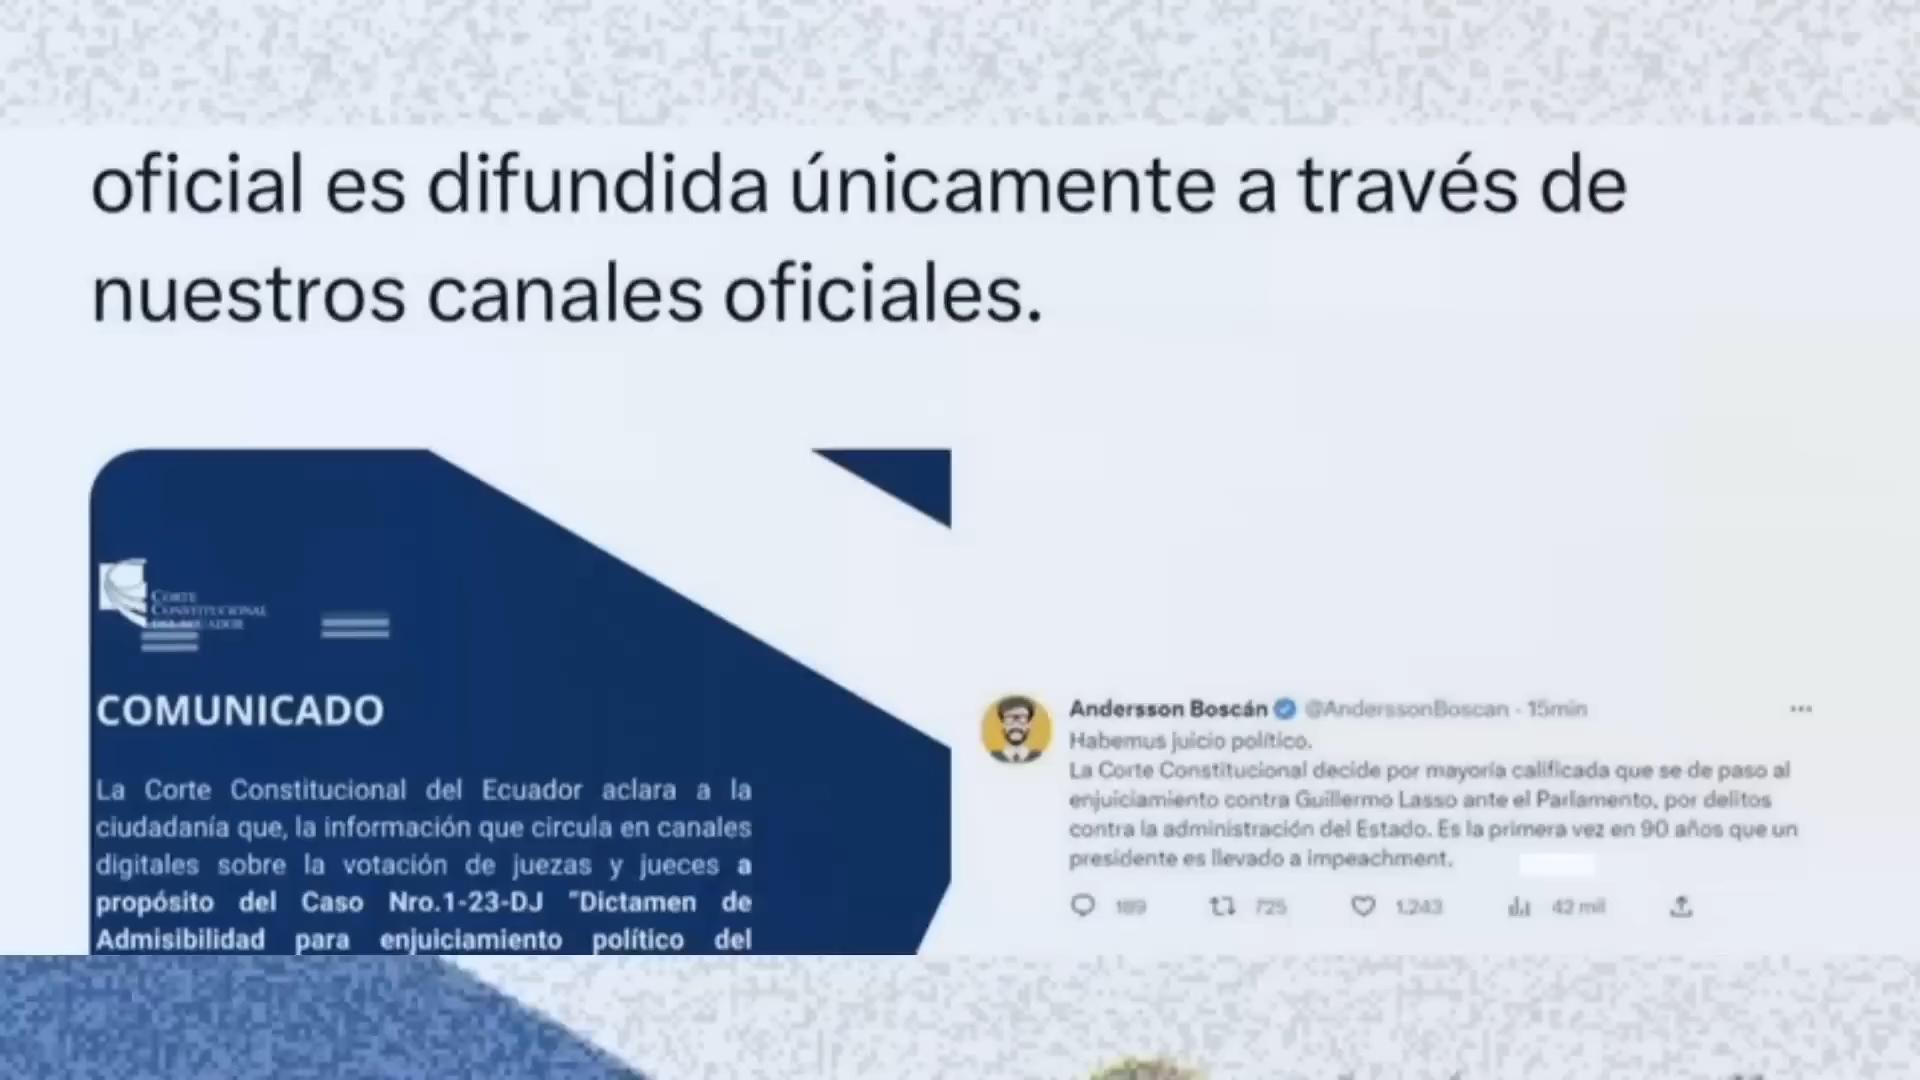 oficial es difundida únicamente a través de
nuestros canales oficiales.
CORTE
CONSTITUCIONAL
DEL ECUADOR
COMUNICADO
La Corte Constitucional del Ecuador aclara a la
ciudadanía que, la información que circula en canales
digitales sobre la votación de juezas y jueces a
propósito del Caso Nro.1-23-DJ "Dictamen de
Admisibilidad para enjuiciamiento político del
Andersson Boscán @AnderssonBoscan · 15min
Habemus juicio político.
La Corte Constitucional decide por mayoría calificada que se de paso al
enjuiciamiento contra Guillermo Lasso ante el Parlamento, por delitos
contra la administración del Estado. Es la primera vez en 90 años que un
presidente es llevado a impeachment.
189 725 1.243 42 mil